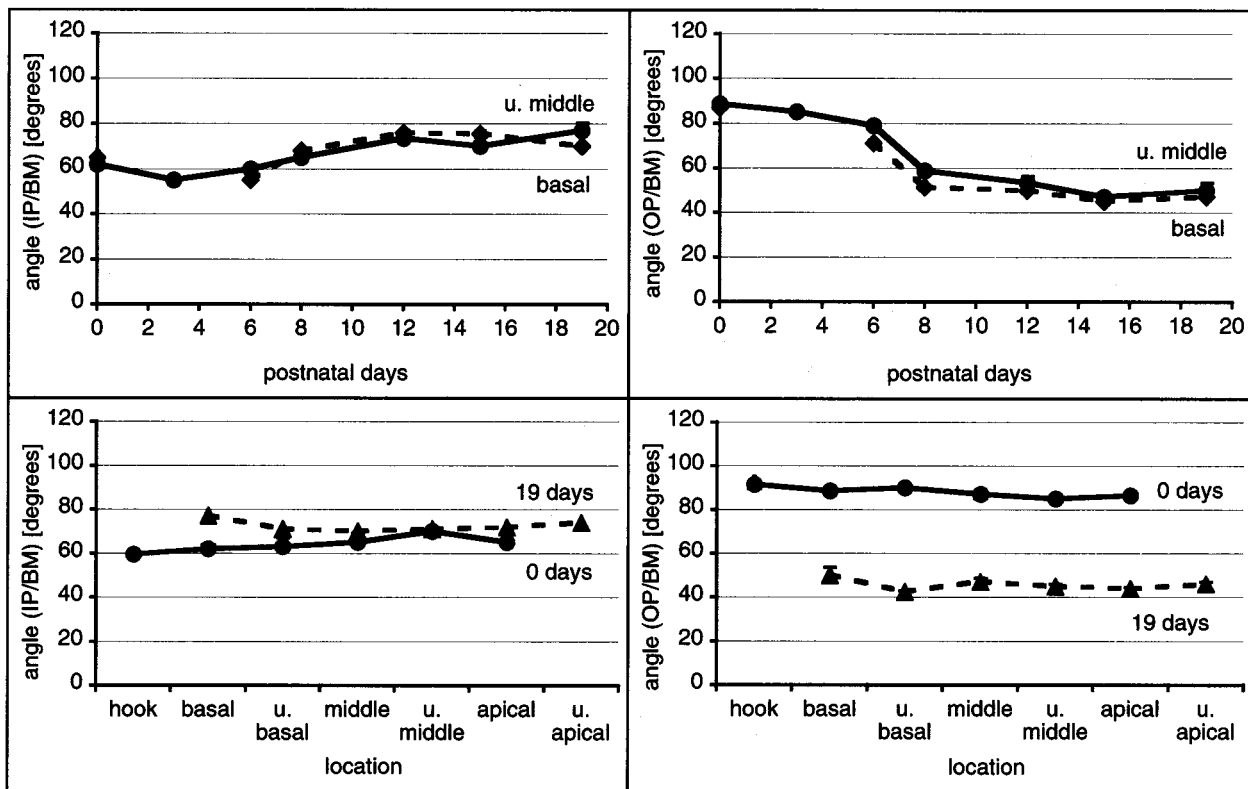 angle (IP/BM) [degrees]
120
100
80
60
40
20
0
u. middle
basal
0 2 4 6 8 10 12 14 16 18 20
postnatal days
angle (OP/BM) [degrees]
120
100
80
60
40
20
0
u. middle
basal
0 2 4 6 8 10 12 14 16 18 20
postnatal days
angle (IP/BM) [degrees]
120
100
80
60
40
20
0
19 days
0 days
hook basal u. middle u. apical u.
basal middle apical
location
angle (OP/BM) [degrees]
120
100
80
60
40
20
0
0 days
19 days
hook basal u. middle u. apical u.
basal middle apical
location